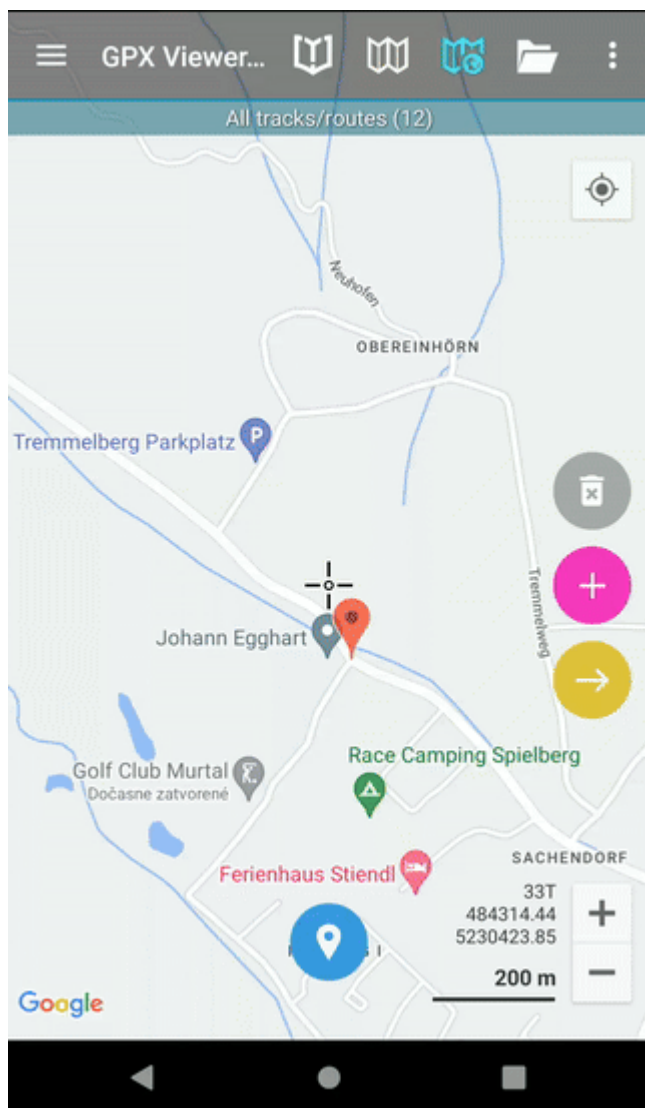 GPX Viewer...
All tracks/routes (12)
Neuhofen
OBEREINHÖRN
Tremmelberg Parkplatz
P
Tremmelweg
Johann Egghart
Race Camping Spielberg
Golf Club Murtal
Dočasne zatvorené
SACHENDORF
Ferienhaus Stiendl
33T
484314.44
5230423.85
200 m
Google